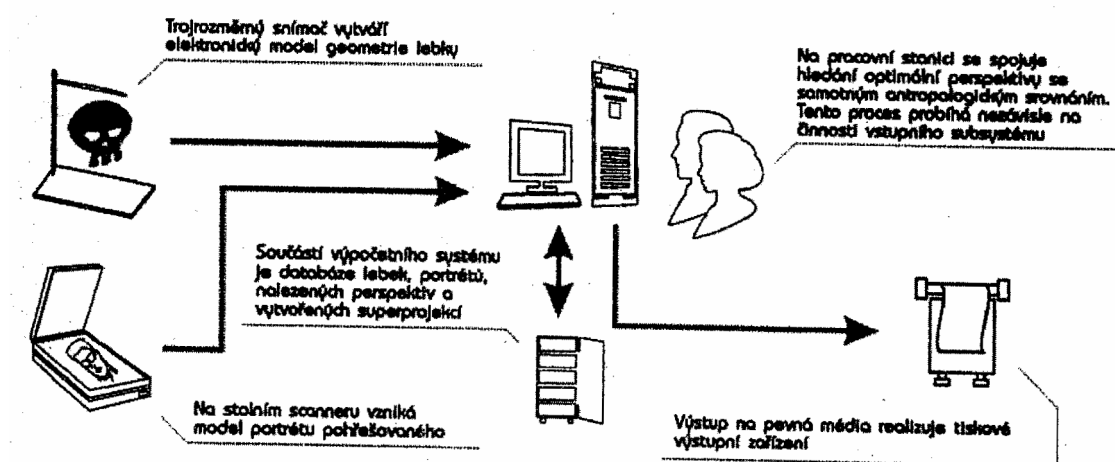 Trojrozměrný snímač vytváří
elektronický model geometrie lebky
Na pracovní stanici se spojuje
hledání optimální perspektivy se
samotným antropologickým srovnáním.
Tento proces probíhá nezávisle na
činnosti vstupního subsystému
Součástí výpočetního systému
je databáze lebek, portrétů,
nalezených perspektiv a
vytvořených superprojekcí
Na stolním scanneru vzniká
model portrétu pohřešovaného
Výstup na pevná média realizuje tiskové
výstupní zařízení